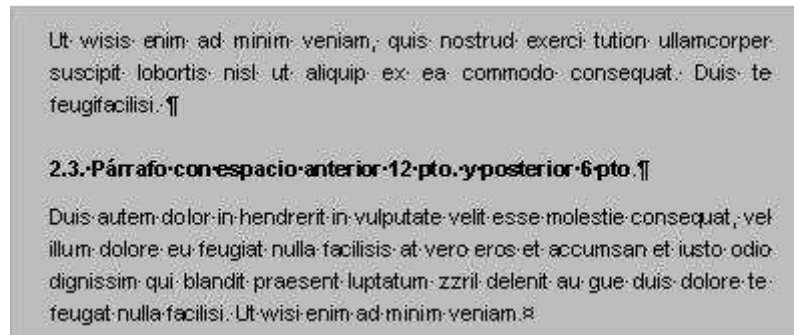 Ut wisis enim ad minim veniam, quis nostrud exerci tution ullamcorper
suscipit lobortis nisl ut aliquip ex ea commodo consequat. Duis te
feugifacilisi. ¶
2.3. Párrafo con espacio anterior 12 pto. y posterior 6 pto.¶
Duis autem dolor in hendrerit in vulputate velit esse molestie consequat, vel
illum dolore eu feugiat nulla facilisis at vero eros et accumsan et iusto odio
dignissim qui blandit praesent luptatum zzril delenit au gue duis dolore te
feugat nulla facilisi. Ut wisi enim ad minim veniam.¤